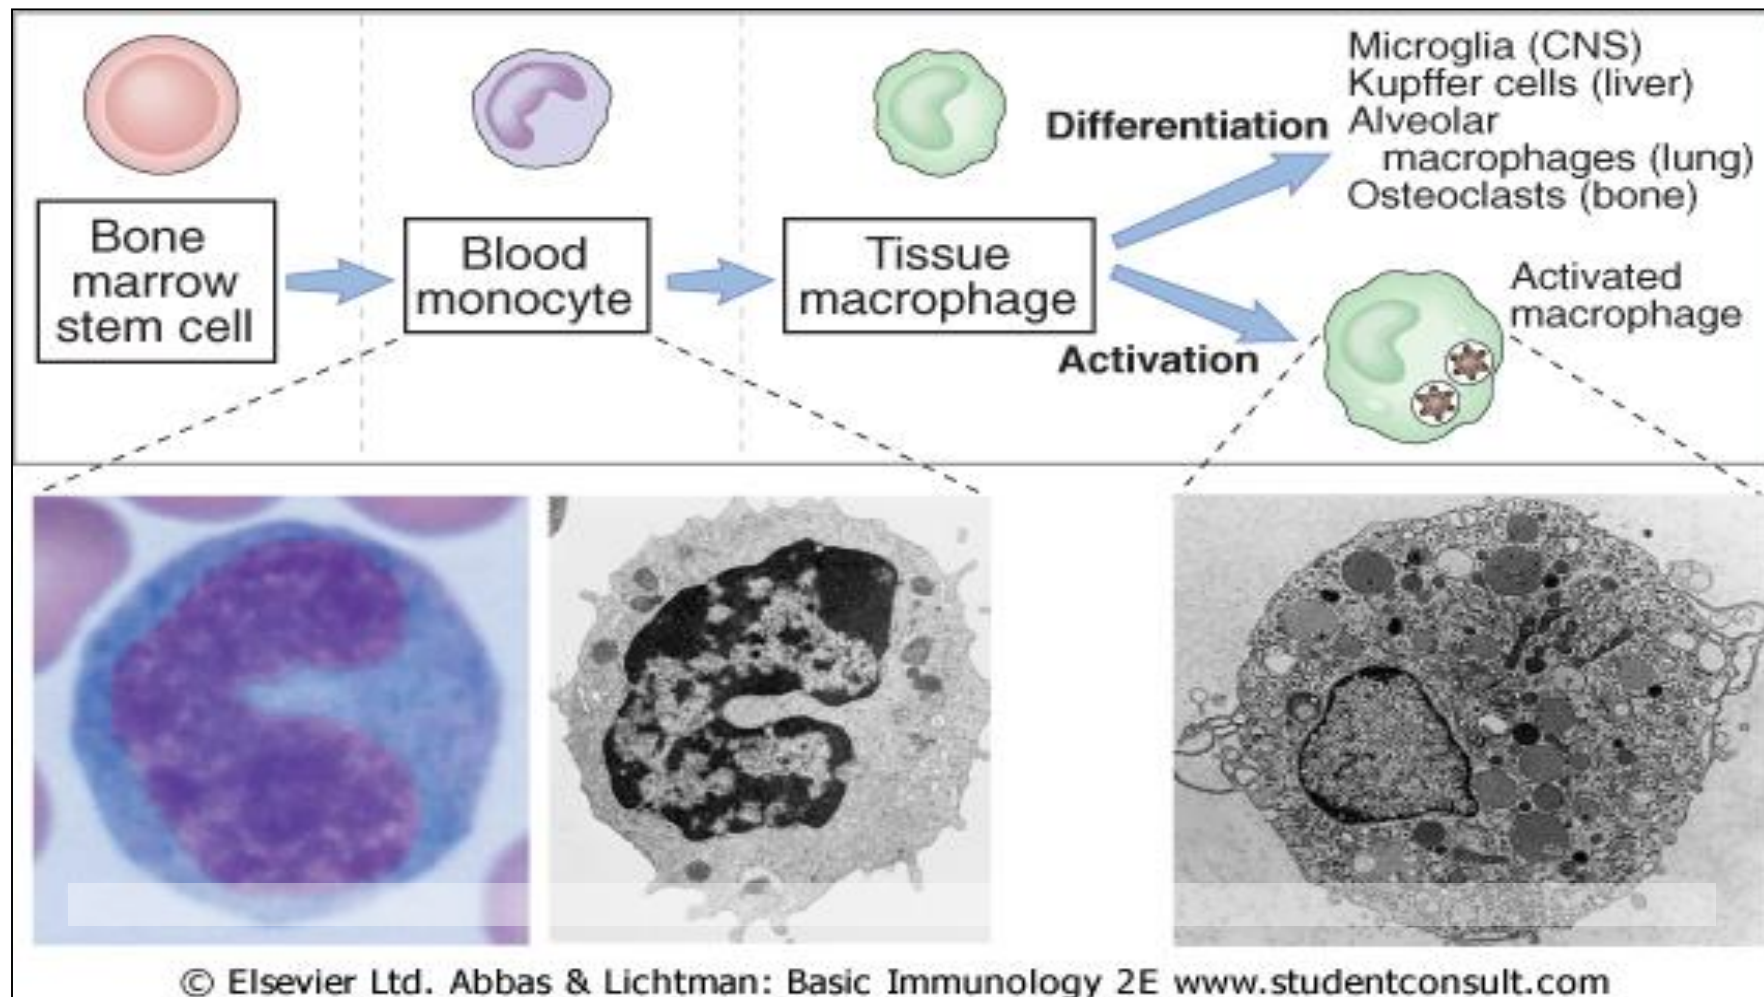 Bone
marrow
stem cell
Blood
monocyte
Tissue
macrophage
Differentiation
Microglia (CNS)
Kupffer cells (liver)
Alveolar
macrophages (lung)
Osteoclasts (bone)
Activation
Activated
macrophage
© Elsevier Ltd. Abbas & Lichtman: Basic Immunology 2E www.studentconsult.com